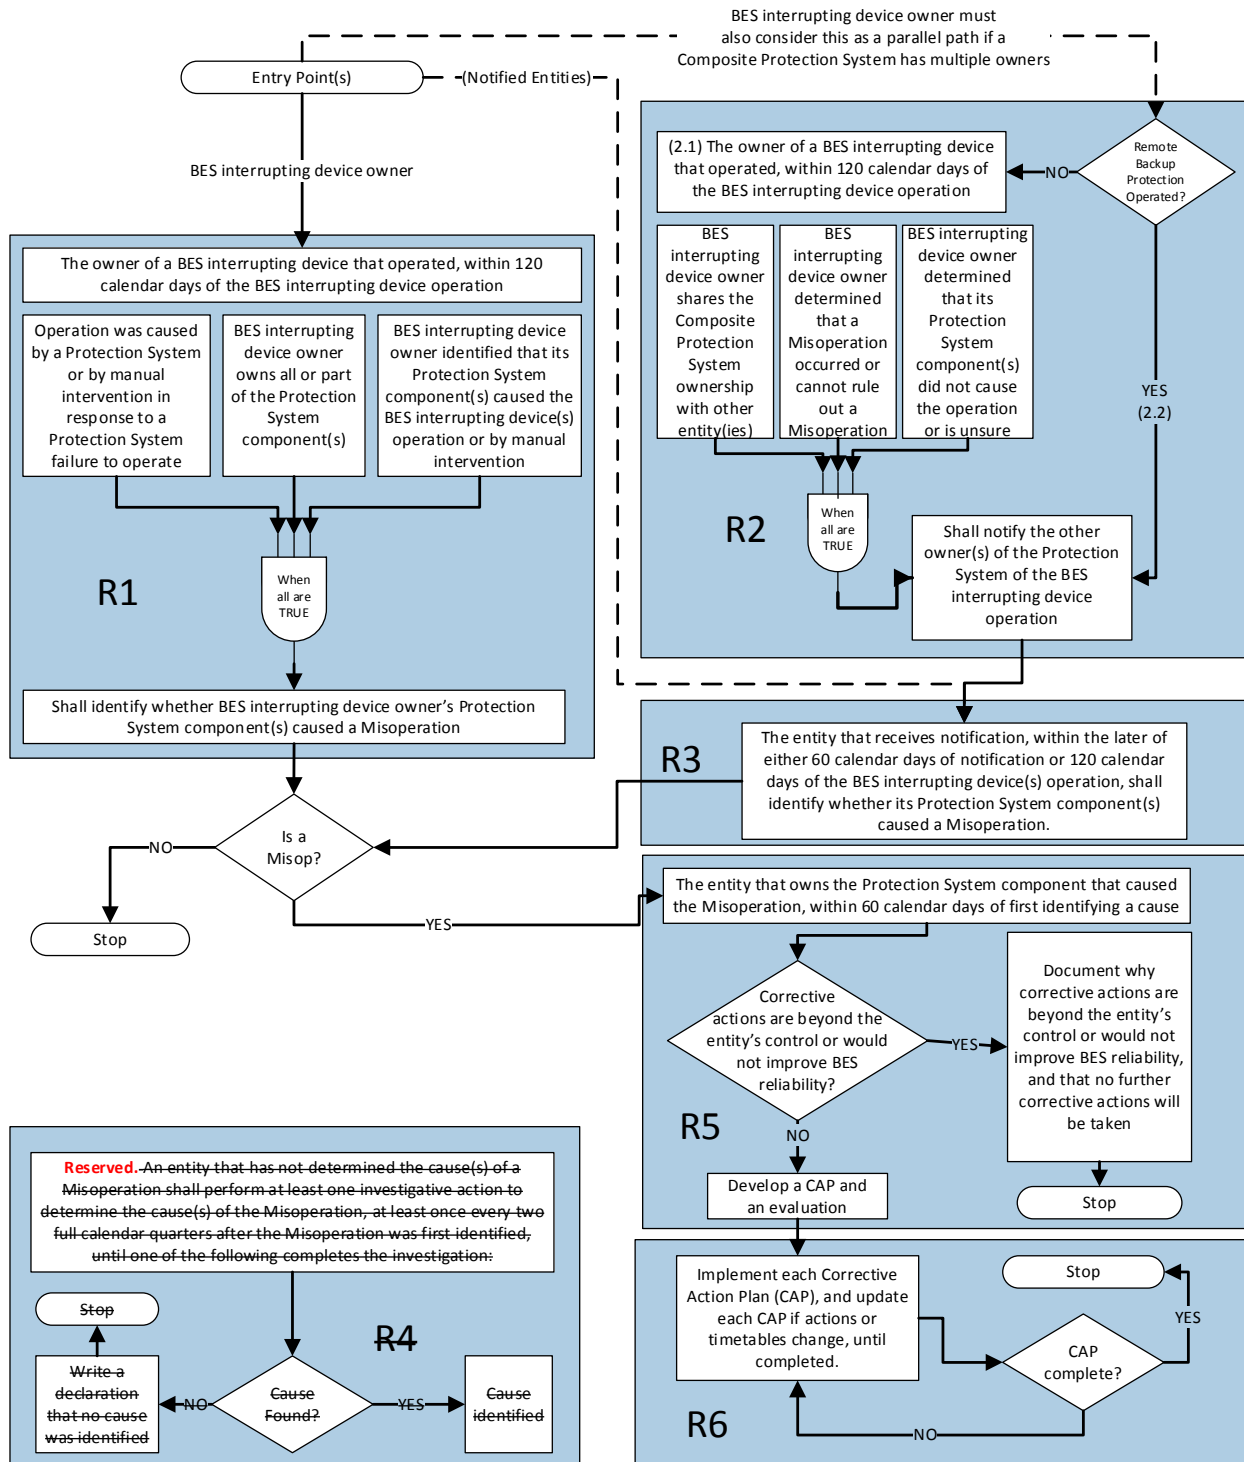 BES interrupting device owner must
also consider this as a parallel path if a
Composite Protection System has multiple owners
Entry Point(s)
(Notified Entities)
BES interrupting device owner
The owner of a BES interrupting device that operated, within 120
calendar days of the BES interrupting device operation
Operation was caused
by a Protection System
or by manual
intervention in
response to a
Protection System
failure to operate
BES interrupting
device owner
owns all or part
of the Protection
System
component(s)
BES interrupting device
owner identified that its
Protection System
component(s) caused the
BES interrupting device(s)
operation or by manual
intervention
When
all are
TRUE
R1
Shall identify whether BES interrupting device owner's Protection
System component(s) caused a Misoperation
Remote
Backup
Protection
Operated?
NO
(2.1) The owner of a BES interrupting device
that operated, within 120 calendar days of
the BES interrupting device operation
BES
interrupting
device owner
shares the
Composite
Protection
System
ownership
with other
entity(ies)
BES
interrupting
device owner
determined
that a
Misoperation
occurred or
cannot rule
out a
Misoperation
BES interrupting
device owner
determined
that its
Protection
System
component(s)
did not cause
the operation
or is unsure
YES
(2.2)
When
all are
TRUE
R2
Shall notify the other
owner(s) of the Protection
System of the BES
interrupting device
operation
R3
The entity that receives notification, within the later of
either 60 calendar days of notification or 120 calendar
days of the BES interrupting device(s) operation, shall
identify whether its Protection System component(s)
caused a Misoperation.
Is a
Misop?
NO
Stop
YES
The entity that owns the Protection System component that caused
the Misoperation, within 60 calendar days of first identifying a cause
Corrective
actions are beyond the
entity's control or would
not improve BES
reliability?
YES
Document why
corrective actions are
beyond the entity's
control or would not
improve BES reliability,
and that no further
corrective actions will
be taken
Stop
R5
NO
Develop a CAP and
an evaluation
Reserved. An entity that has not determined the cause(s) of a
Misoperation shall perform at least one investigative action to
determine the cause(s) of the Misoperation, at least once every two
full calendar quarters after the Misoperation was first identified,
until one of the following completes the investigation:
Stop
R4
Write a
declaration
that no cause
was identified
NO
Cause
Found?
YES
Cause
identified
Implement each Corrective
Action Plan (CAP), and update
each CAP if actions or
timetables change, until
completed.
Stop
YES
CAP
complete?
NO
R6